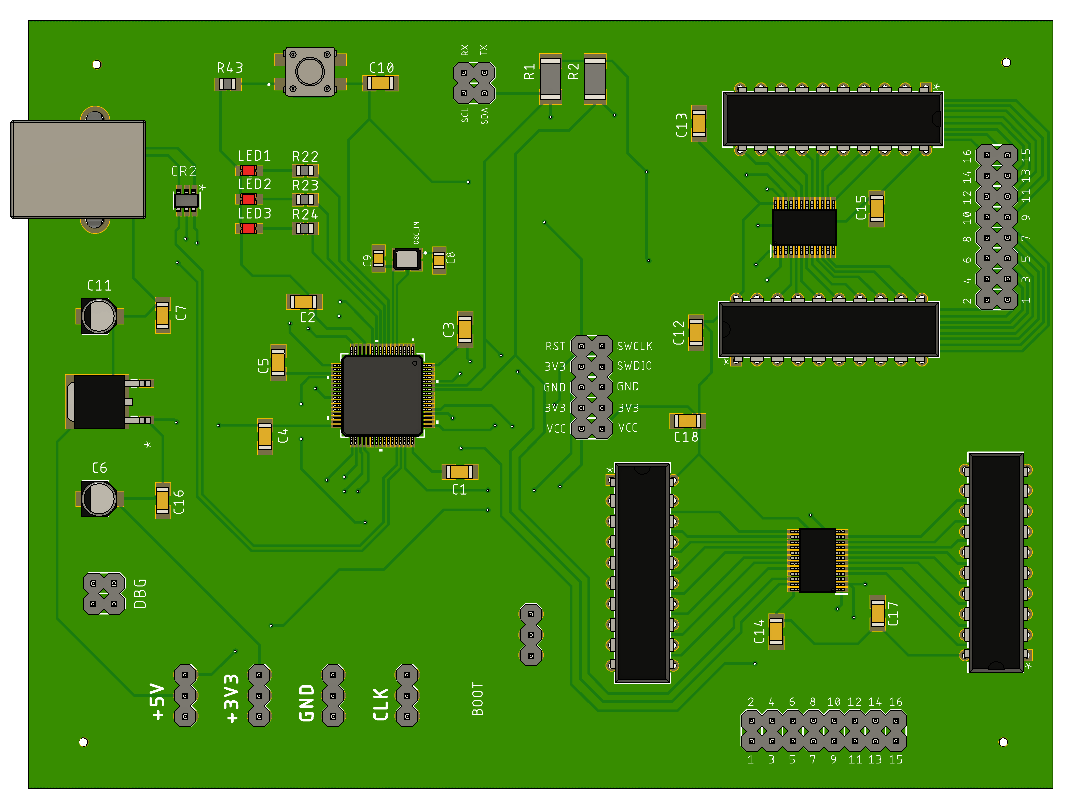 RX TX
R43
C10
R1
R2
SCL SDA
C13
LED1 R22
CR2
LED2 R23
LED3 R24
16 15
14 13
12 11
10 9
8 7
6 5
4 3
2 1
C15
C9
C8
C11
C7
C2
C3
C12
C5
RST SWCLK
3V3 SWDIO
GND GND
3V3 3V3
VCC VCC
C4
C18
C6
C16
C1
DBG
C14
C17
+5V
+3V3
GND
CLK
BOOT
2 4 6 8 10 12 14 16
1 3 5 7 9 11 13 15